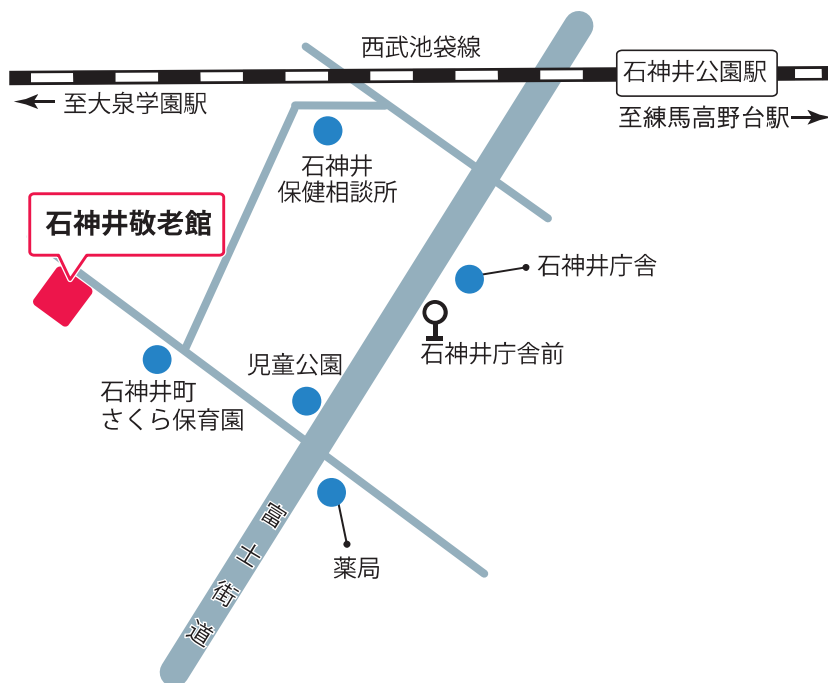 西武池袋線
石神井公園駅
至大泉学園駅
至練馬高野台駅
石神井
保健相談所
石神井敬老館
石神井庁舎
石神井庁舎前
児童公園
石神井町
さくら保育園
富士街道
薬局